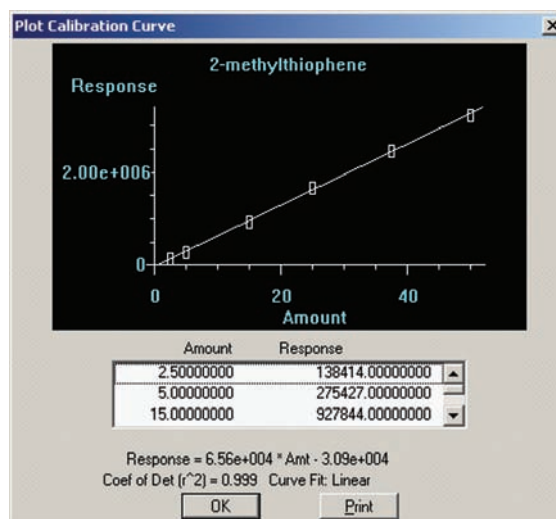 Plot Calibration Curve
2-methylthiophene
Response
2.00e+006
0
0 20 40
Amount
Amount Response
2.50000000 138414.00000000
5.00000000 275427.00000000
15.00000000 927844.00000000
Response = 6.56e+004 * Amt - 3.09e+004
Coef of Det (r^2) = 0.999 Curve Fit: Linear
OK Print